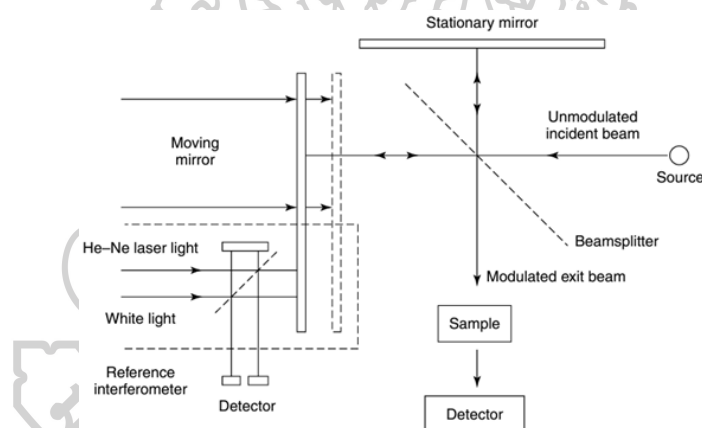 Stationary mirror
Unmodulated
incident beam
Moving
mirror
Source
Beamsplitter
He–Ne laser light
Modulated exit beam
White light
Sample
Reference
interferometer
Detector
Detector